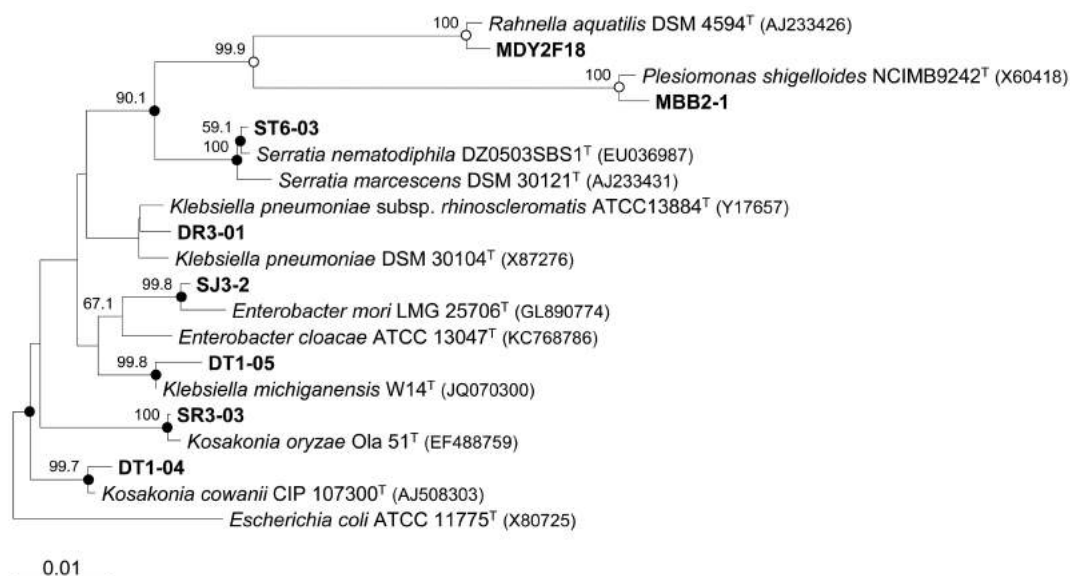 100
Rahnella aquatilis DSM 4594T (AJ233426)
MDY2F18
99.9
100
Plesiomonas shigelloides NCIMB9242T (X60418)
MBB2-1
90.1
59.1
ST6-03
100
Serratia nematodiphila DZ0503SBS1T (EU036987)
Serratia marcescens DSM 30121T (AJ233431)
Klebsiella pneumoniae subsp. rhinoscleromatis ATCC13884T (Y17657)
DR3-01
Klebsiella pneumoniae DSM 30104T (X87276)
99.8
SJ3-2
67.1
Enterobacter mori LMG 25706T (GL890774)
Enterobacter cloacae ATCC 13047T (KC768786)
99.8
DT1-05
Klebsiella michiganensis W14T (JQ070300)
100
SR3-03
Kosakonia oryzae Ola 51T (EF488759)
99.7
DT1-04
Kosakonia cowanii CIP 107300T (AJ508303)
Escherichia coli ATCC 11775T (X80725)
0.01